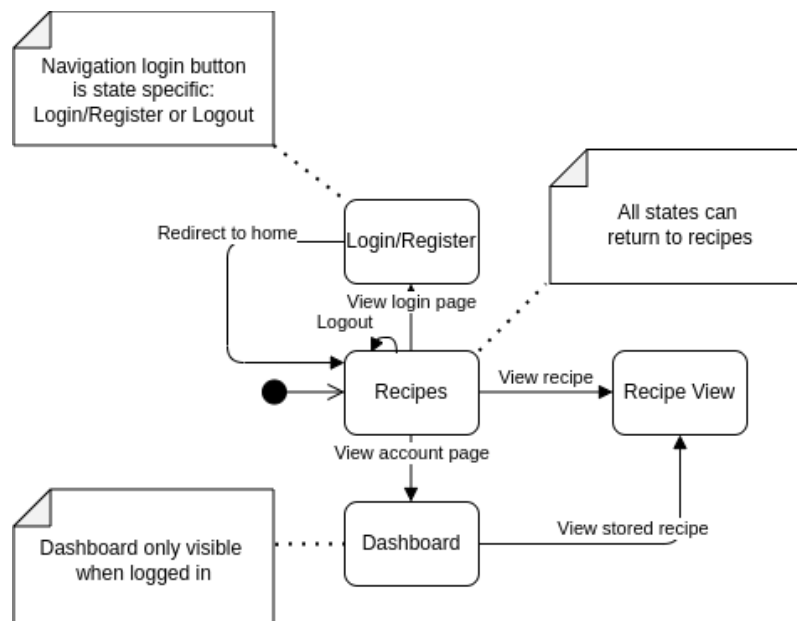 Navigation login button
is state specific:
Login/Register or Logout
All states can
return to recipes
Redirect to home
Login/Register
View login page
Logout
Recipes
View recipe
Recipe View
View account page
Dashboard only visible
when logged in
Dashboard
View stored recipe